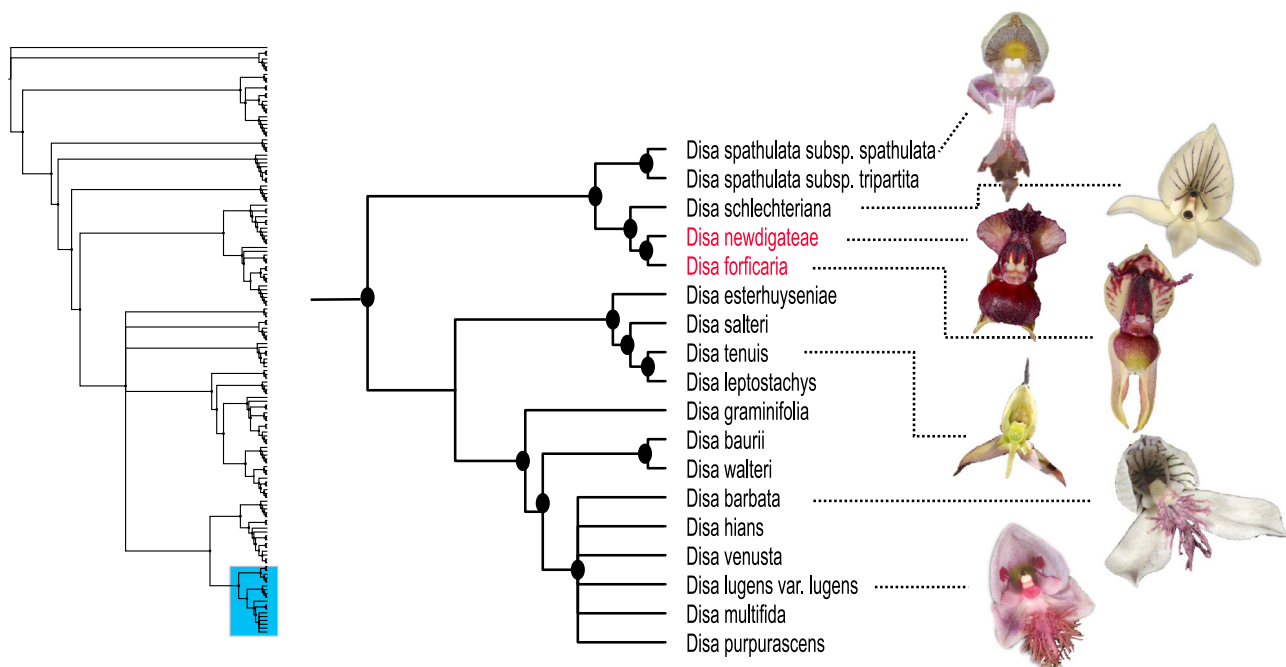 Disa spathulata subsp. spathulata
Disa spathulata subsp. tripartita
Disa schlechteriana
Disa newdigateae
Disa forficaria
Disa esterhuyseniae
Disa salteri
Disa tenuis
Disa leptostachys
Disa graminifolia
Disa baurii
Disa walteri
Disa barbata
Disa hians
Disa venusta
Disa lugens var. lugens
Disa multifida
Disa purpurascens